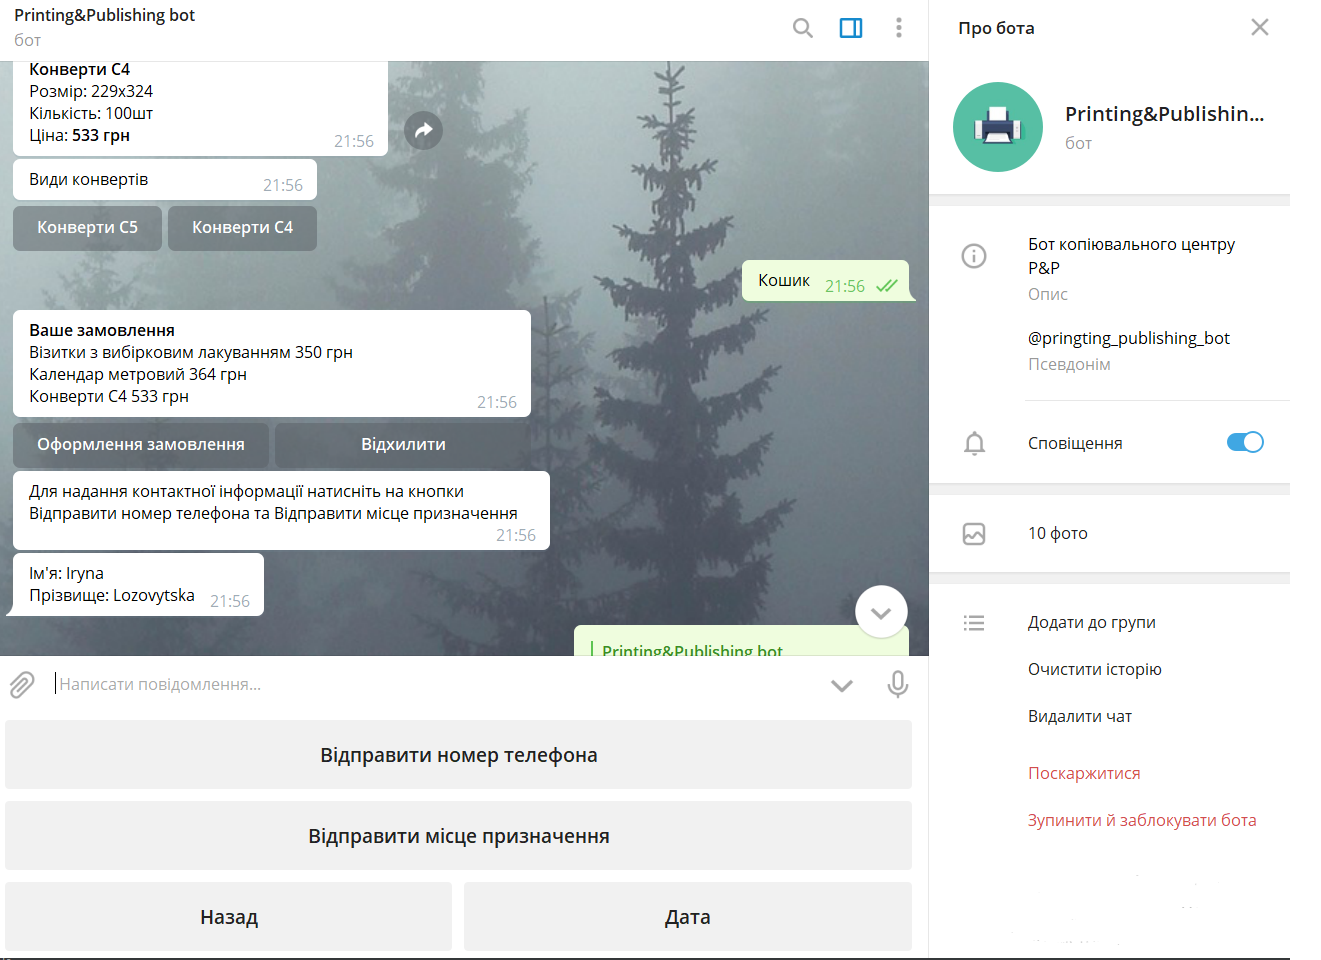 Printing&Publishing bot
бот
Конверти С4
Розмір: 229х324
Кількість: 100шт
Ціна: 533 грн
21:56
Види конвертів
21:56
Конверти С5
Конверти С4
Кошик
21:56
Ваше замовлення
Візитки з вибірковим лакуванням 350 грн
Календар метровий 364 грн
Конверти С4 533 грн
21:56
Оформлення замовлення
Відхилити
Для надання контактної інформації натисніть на кнопки
Відправити номер телефона та Відправити місце призначення
21:56
Ім'я: Iryna
Прізвище: Lozovytska
21:56
Printing&Publishing bot
Написати повідомлення...
Відправити номер телефона
Відправити місце призначення
Назад
Дата
Про бота
Printing&Publishin...
бот
Бот копіювального центру
P&P
Опис
@pringting_publishing_bot
Псевдонім
Сповіщення
10 фото
Додати до групи
Очистити історію
Видалити чат
Поскаржитися
Зупинити й заблокувати бота